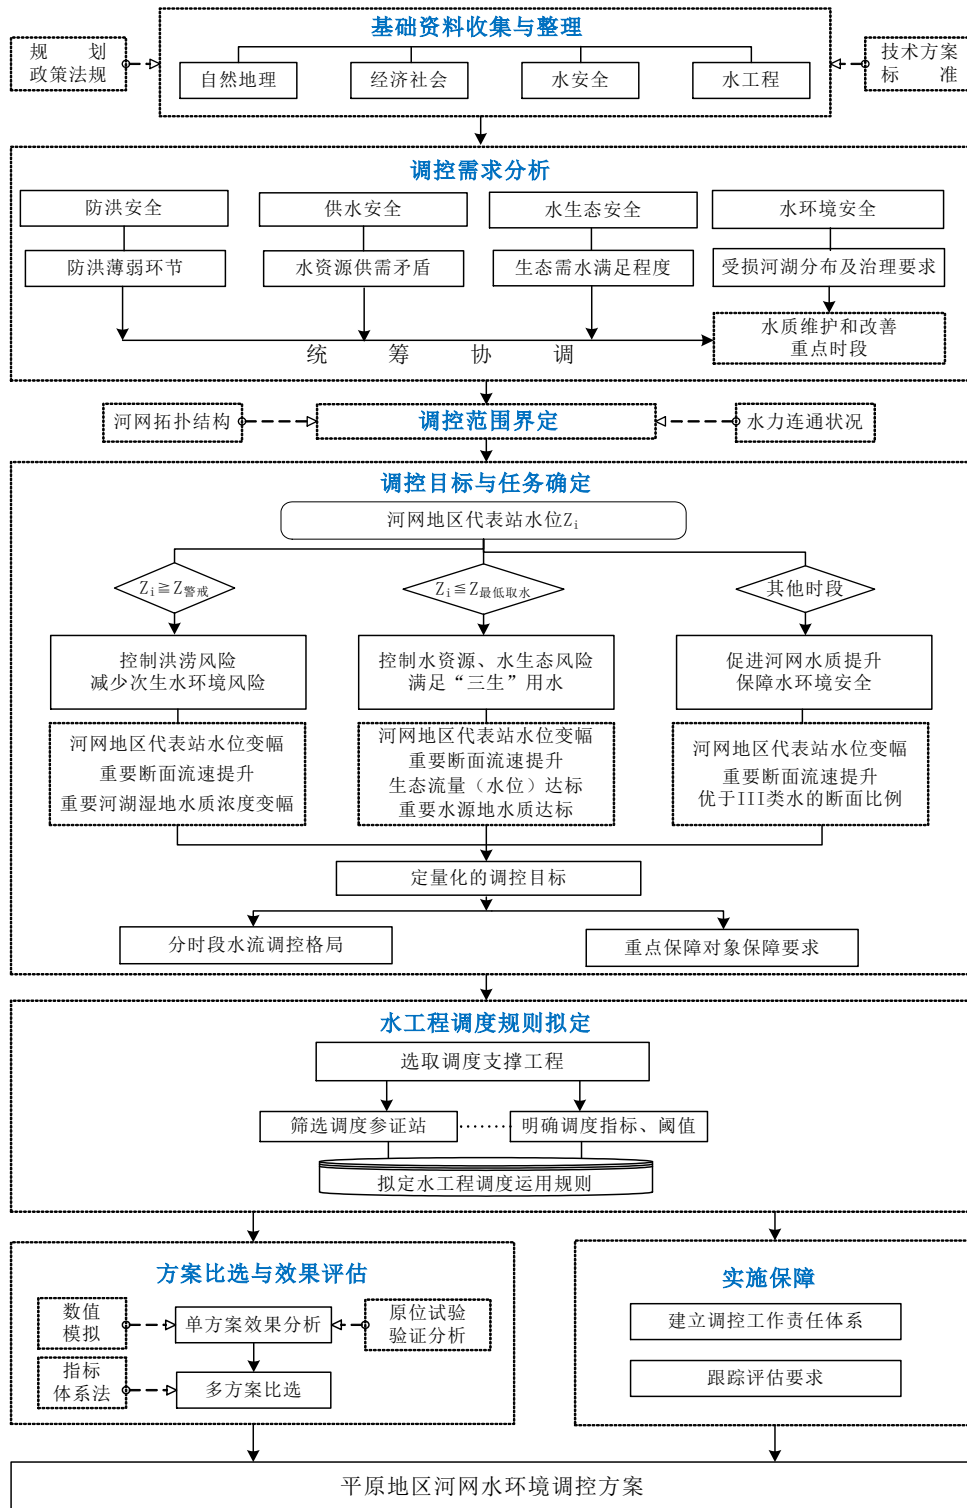 基础资料收集与整理
规 划
政策法规
自然地理
经济社会
水安全
水工程
技术方案
标 准
调控需求分析
防洪安全
供水安全
水生态安全
水环境安全
防洪薄弱环节
水资源供需矛盾
生态需水满足程度
受损河湖分布及治理要求
水质维护和改善
重点时段
统 筹 协 调
河网拓扑结构
调控范围界定
水力连通状况
调控目标与任务确定
河网地区代表站水位Zi
Zi≧Z警戒
Zi≦Z最低取水
其他时段
控制洪涝风险
减少次生水环境风险
控制水资源、水生态风险
满足“三生”用水
促进河网水质提升
保障水环境安全
河网地区代表站水位变幅
重要断面流速提升
重要河湖湿地水质浓度变幅
河网地区代表站水位变幅
重要断面流速提升
生态流量（水位）达标
重要水源地水质达标
河网地区代表站水位变幅
重要断面流速提升
优于III类水的断面比例
定量化的调控目标
分时段水流调控格局
重点保障对象保障要求
水工程调度规则拟定
选取调度支撑工程
筛选调度参证站
········
明确调度指标、阈值
拟定水工程调度运用规则
方案比选与效果评估
数值
模拟
单方案效果分析
原位试验
验证分析
指标
体系法
多方案比选
实施保障
建立调控工作责任体系
跟踪评估要求
平原地区河网水环境调控方案